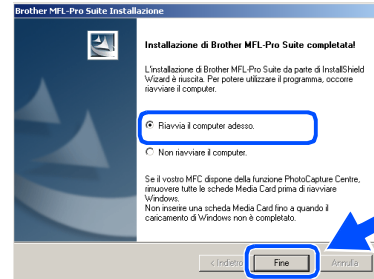 Brother MFL-Pro Suite Installazione
Installazione di Brother MFL-Pro Suite completata!
L'installazione di Brother MFL-Pro Suite da parte di InstallShield
Wizard è riuscita. Per potere utilizzare il programma, occorre
riavviare il computer.
Riavvia il computer adesso.
Non riavviare il computer.
Se il vostro MFC dispone della funzione PhotoCapture Centre,
rimuovere tutte le schede Media Card prima di riavviare
Windows.
Non inserire una scheda Media Card fino a quando il
caricamento di Windows non è completato.
< Indietro Fine Annulla